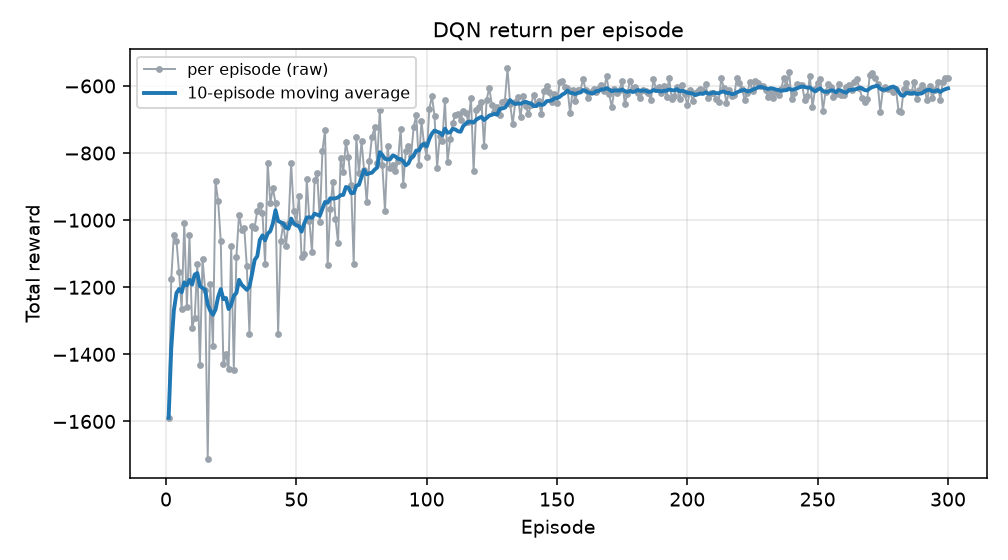 DQN return per episode
per episode (raw)
10-episode moving average
Total reward
−600
−800
−1000
−1200
−1400
−1600
0 50 100 150 200 250 300
Episode